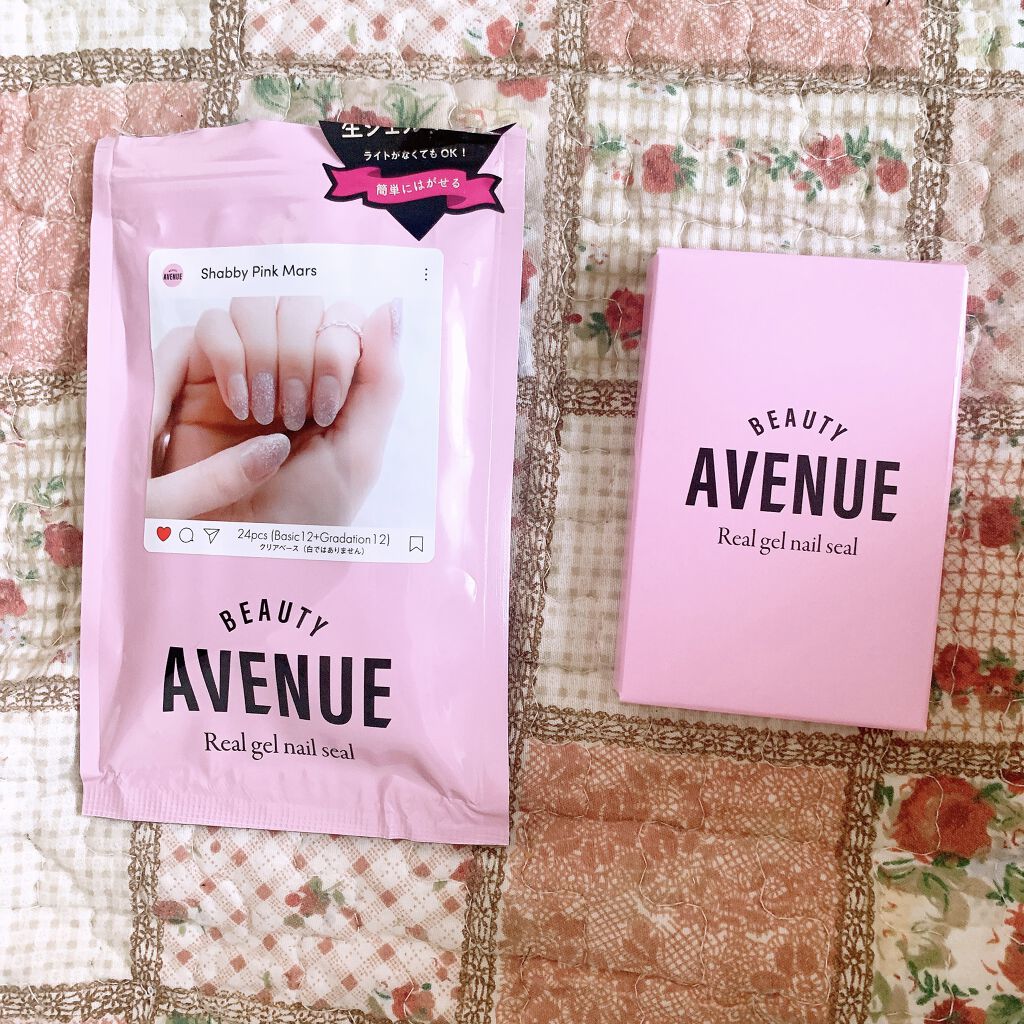 ライトがなくてもOK!
簡単にはがせる
AVENUE
Shabby Pink Mars
24pcs (Basic12+Gradation12)
クリアベース (白ではありません)
BEAUTY
AVENUE
Real gel nail seal
BEAUTY
AVENUE
Real gel nail seal